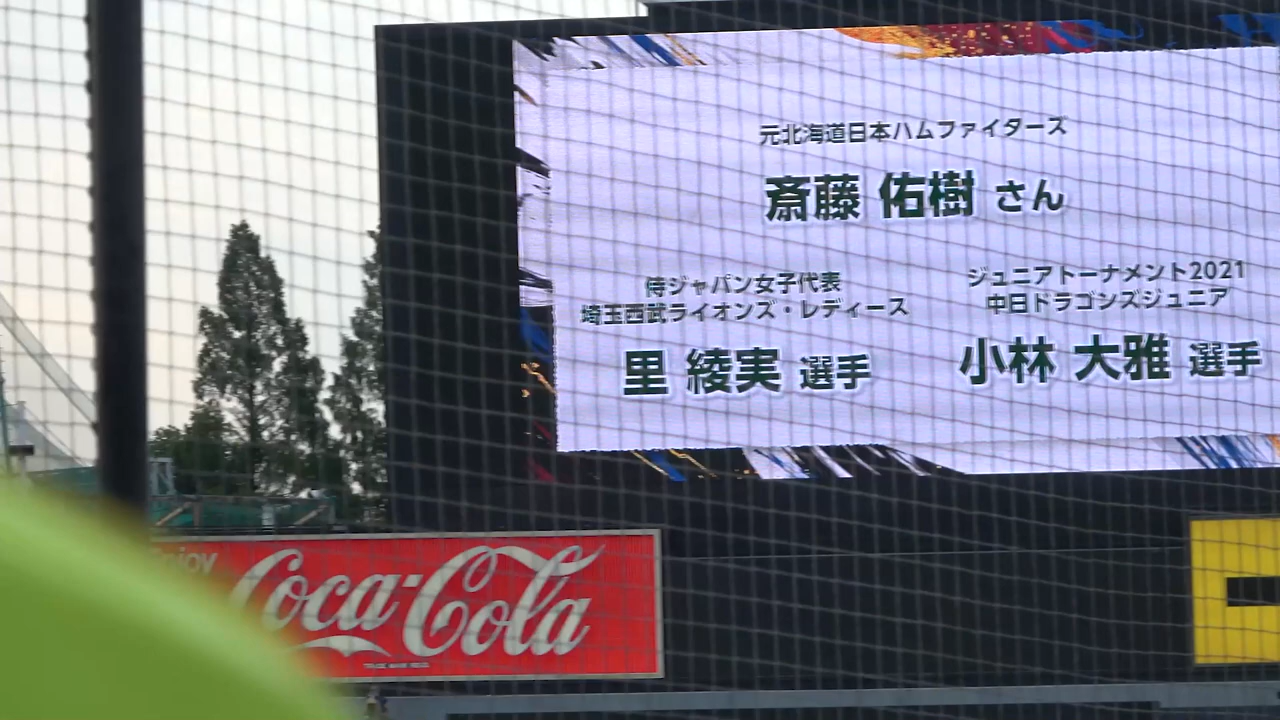 元北海道日本ハムファイターズ
斎藤 佑樹 さん
侍ジャパン女子代表
埼玉西武ライオンズ・レディース
里 綾実 選手
ジュニアトーナメント2021
中日ドラゴンズジュニア
小林 大雅 選手
Enjoy
Coca-Cola
TRADE MARK REGD.